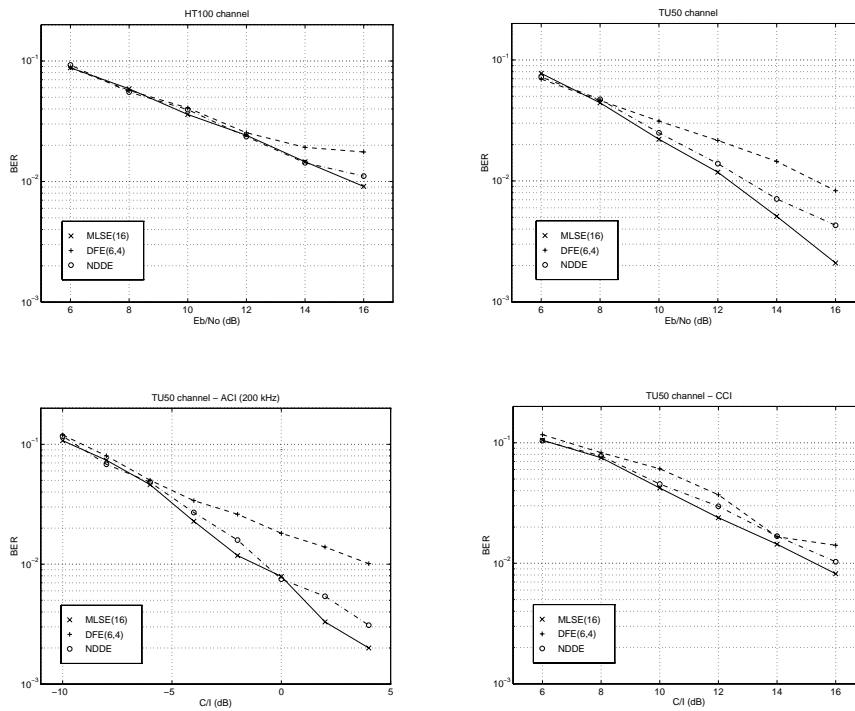 HT100 channel
10⁻¹
10⁻²
10⁻³
BER
6 8 10 12 14 16
Eb/No (dB)
MLSE(16)
DFE(6,4)
NDDE
TU50 channel
10⁻¹
10⁻²
10⁻³
BER
6 8 10 12 14 16
Eb/No (dB)
MLSE(16)
DFE(6,4)
NDDE
TU50 channel − ACI (200 kHz)
10⁻¹
10⁻²
10⁻³
BER
−10 −5 0 5
C/I (dB)
MLSE(16)
DFE(6,4)
NDDE
TU50 channel − CCI
10⁻¹
10⁻²
10⁻³
BER
6 8 10 12 14 16
C/I (dB)
MLSE(16)
DFE(6,4)
NDDE